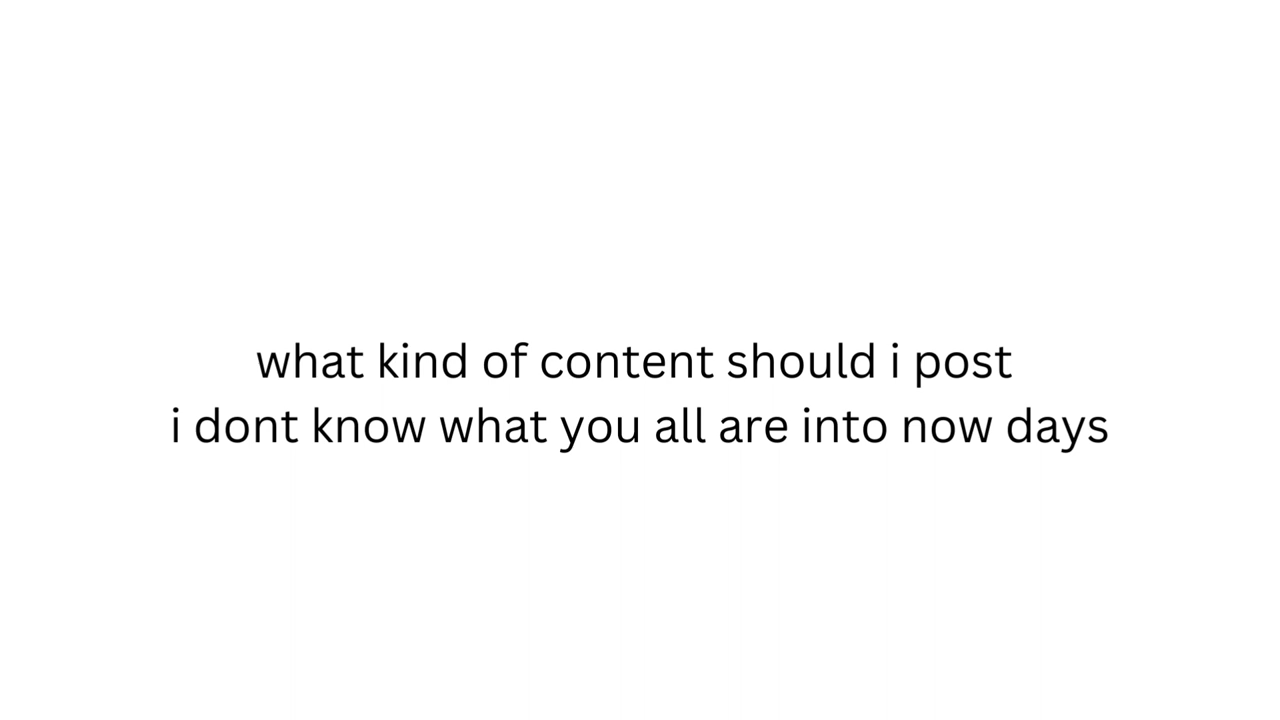 what kind of content should i post
i dont know what you all are into now days